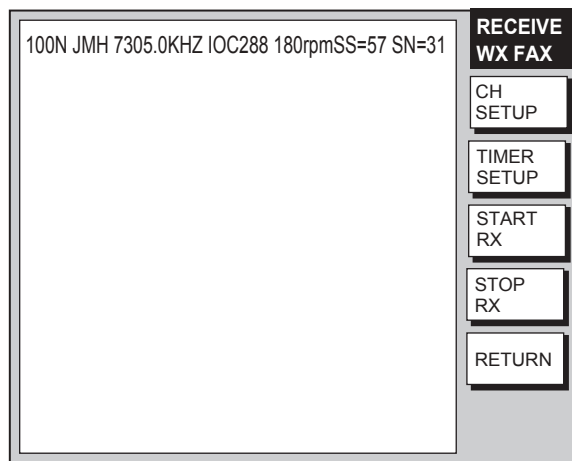 100N JMH 7305.0KHZ IOC288 180rpmSS=57 SN=31
RECEIVE
WX FAX
CH
SETUP
TIMER
SETUP
START
RX
STOP
RX
RETURN